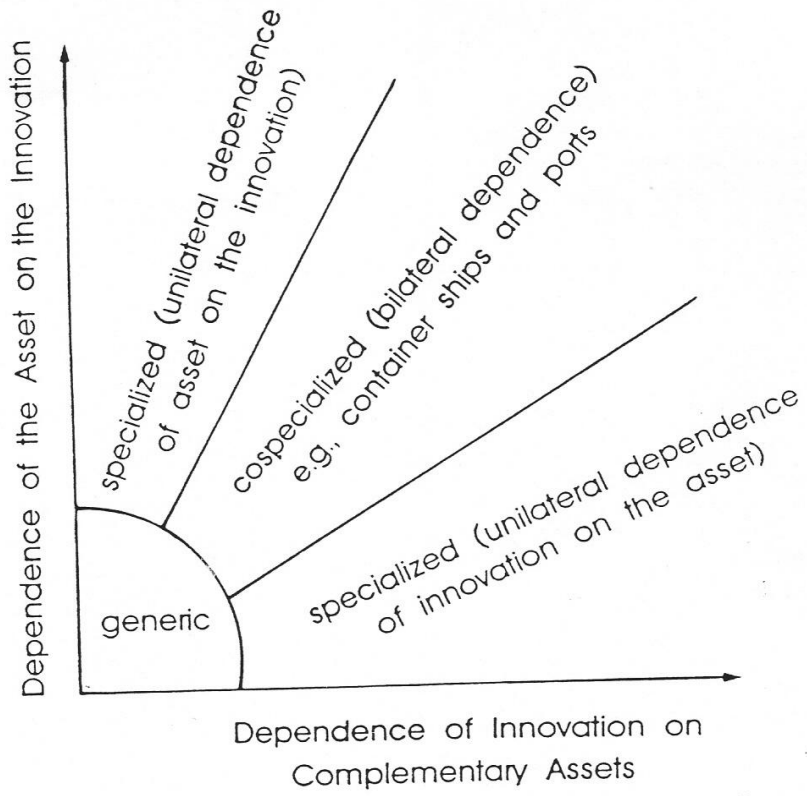 Dependence of the Asset on the Innovation
specialized (unilateral dependence
of asset on the innovation)
cospecialized (bilateral dependence)
e.g., container ships and ports
specialized (unilateral dependence
of innovation on the asset)
generic
Dependence of Innovation on
Complementary Assets